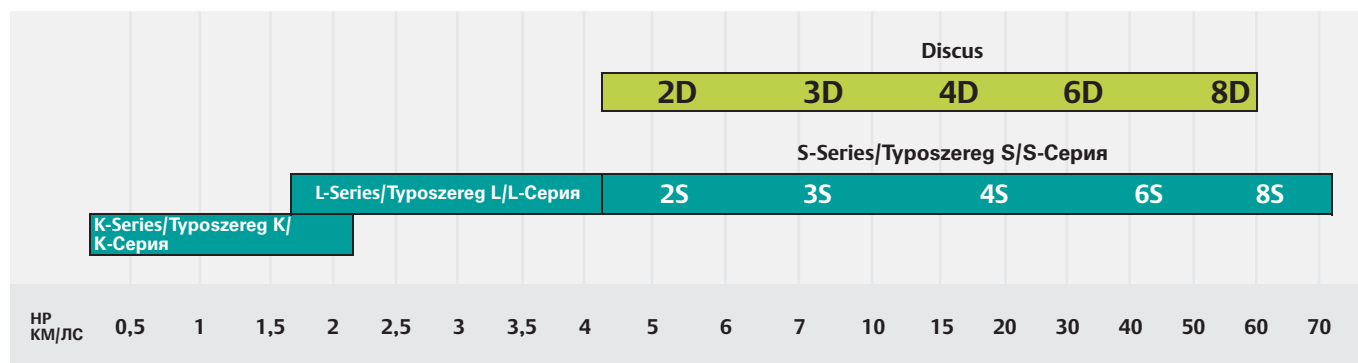 Discus
2D 3D 4D 6D 8D
S-Series/Typoszereg S/S-Серия
L-Series/Typoszereg L/L-Серия 2S 3S 4S 6S 8S
K-Series/Typoszereg K/
K-Серия
HP
КМ/ЛС
0,5 1 1,5 2 2,5 3 3,5 4 5 6 7 10 15 20 30 40 50 60 70